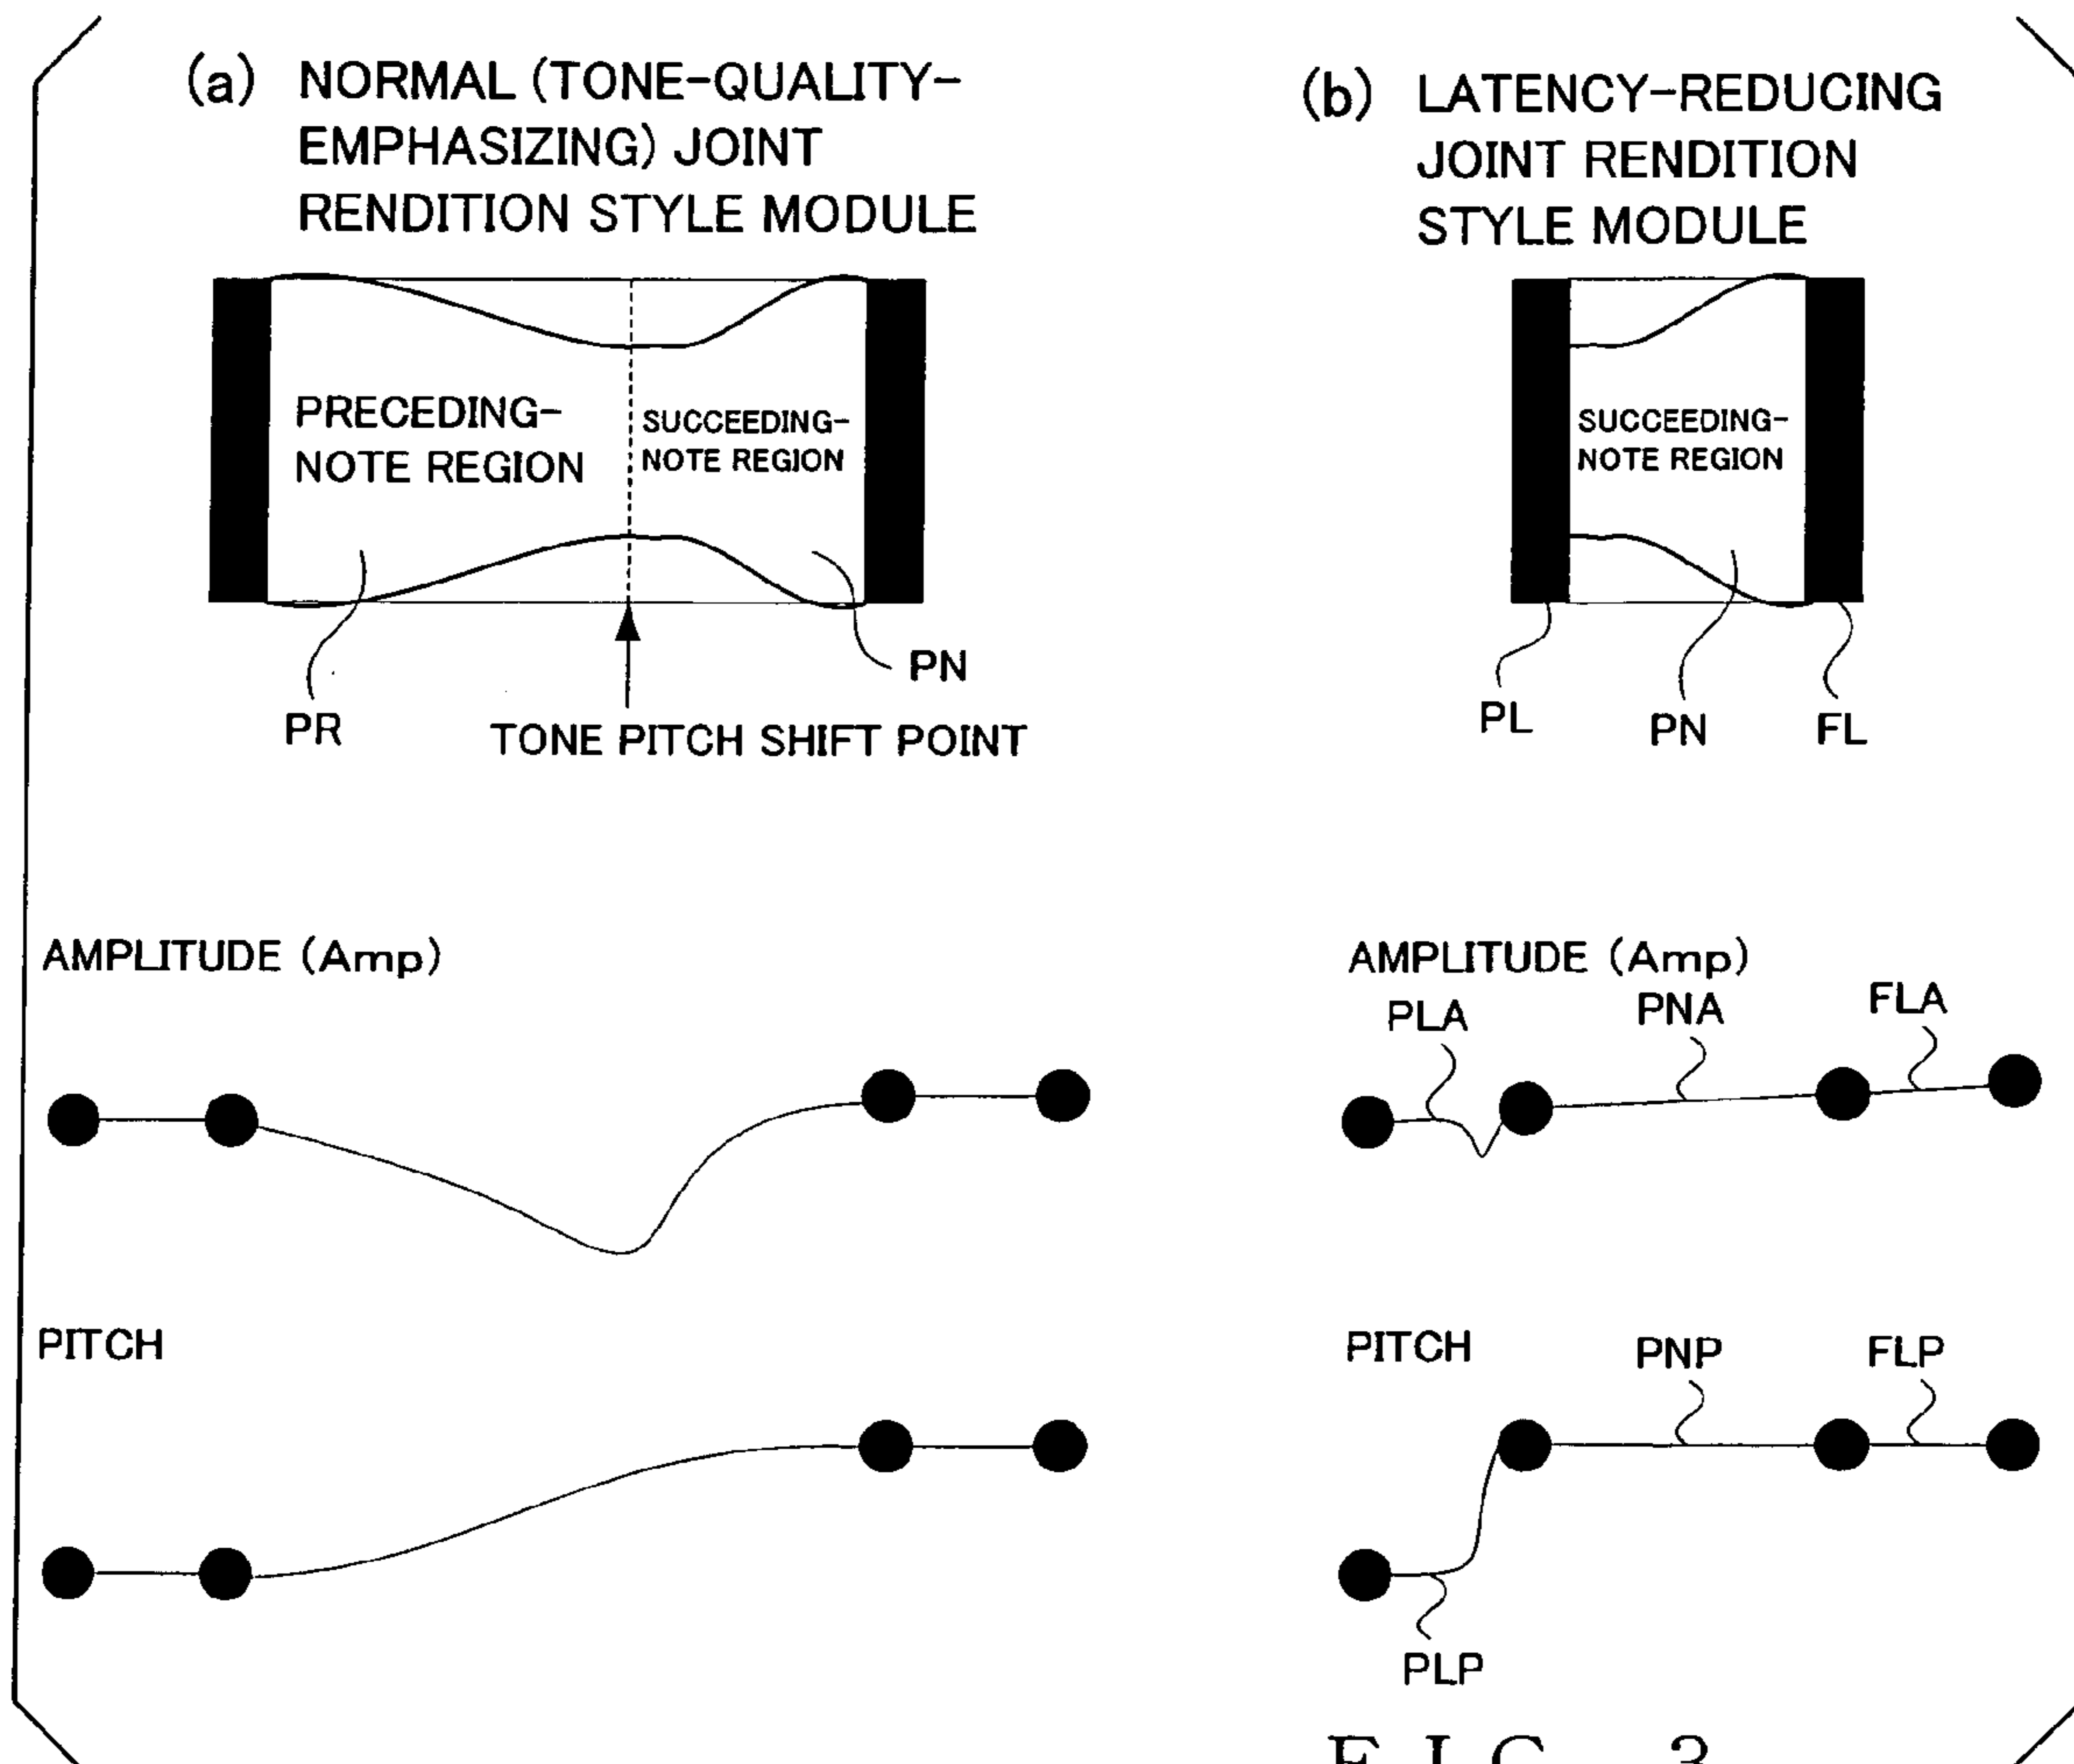 (a) NORMAL (TONE-QUALITY-
EMPHASIZING) JOINT
RENDITION STYLE MODULE
PRECEDING-
NOTE REGION
SUCCEEDING-
NOTE REGION
PR
PN
TONE PITCH SHIFT POINT
AMPLITUDE (Amp)
PITCH
(b) LATENCY-REDUCING
JOINT RENDITION
STYLE MODULE
SUCCEEDING-
NOTE REGION
PL
PN
FL
AMPLITUDE (Amp)
PLA
PNA
FLA
PITCH
PNP
FLP
PLP
FIG. 3